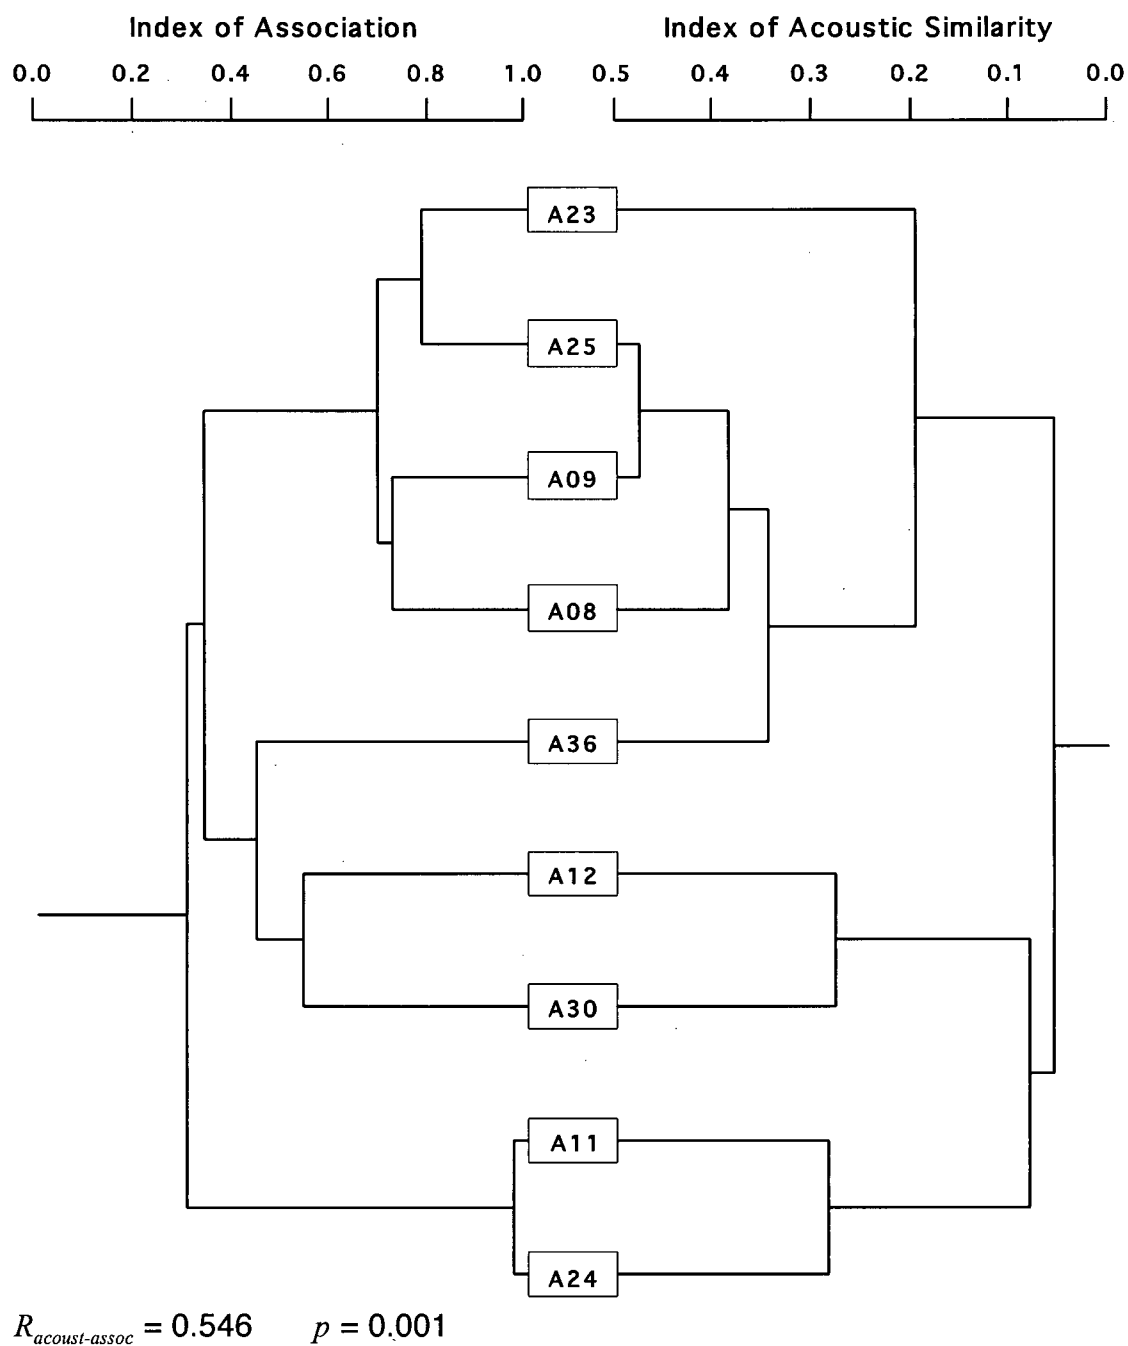 Index of Association Index of Acoustic Similarity
0.0 0.2 0.4 0.6 0.8 1.0 0.5 0.4 0.3 0.2 0.1 0.0
A23
A25
A09
A08
A36
A12
A30
A11
A24
R acoust-assoc = 0.546 p = 0.001